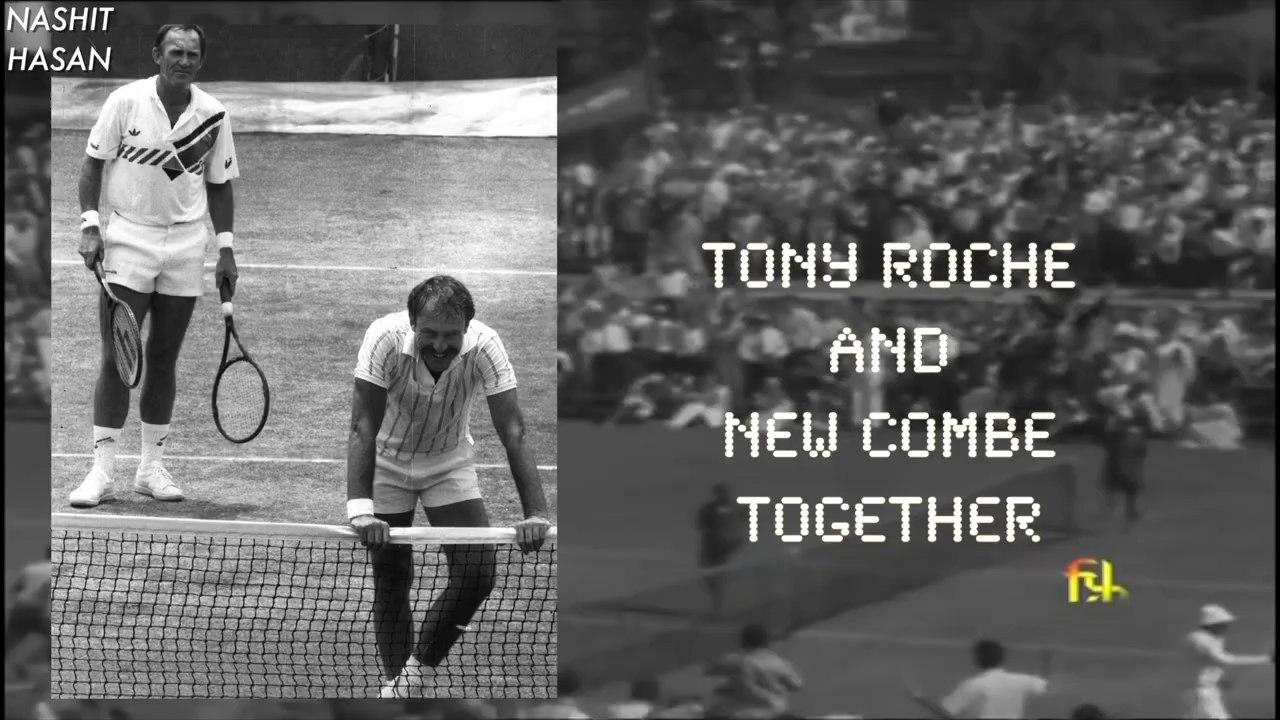 NASHIT
HASAN
TONY ROCHE
AND
NEW COMBE
TOGETHER